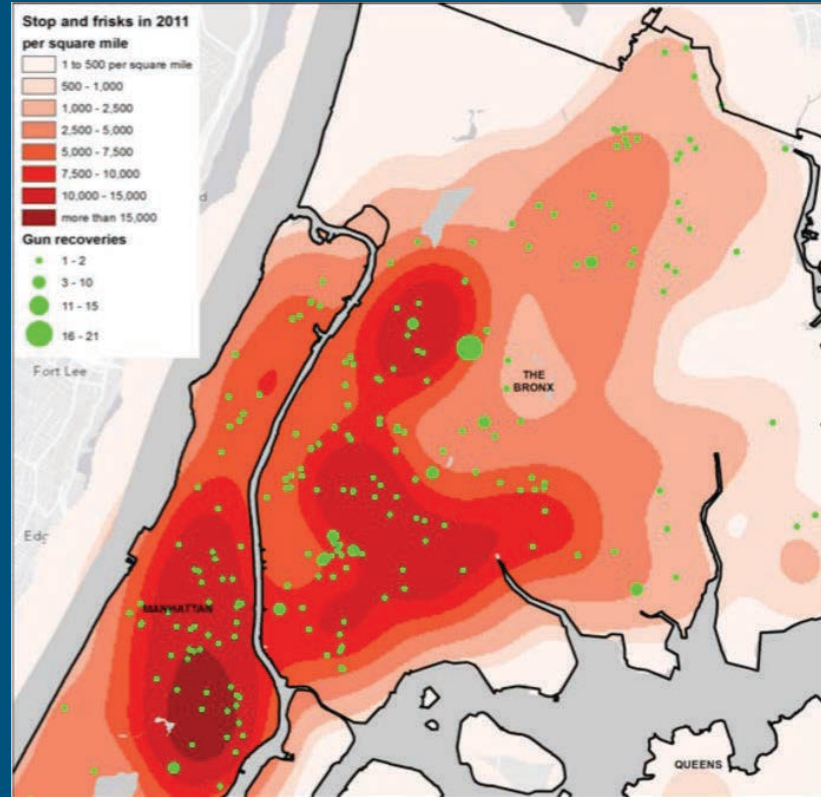 Stop and frisks in 2011
per square mile
1 to 500 per square mile
500 - 1,000
1,000 - 2,500
2,500 - 5,000
5,000 - 7,500
7,500 - 10,000
10,000 - 15,000
more than 15,000
Gun recoveries
1 - 2
3 - 10
11 - 15
16 - 21
d
Fort Lee
THE
BRONX
MANHATTAN
QUEENS